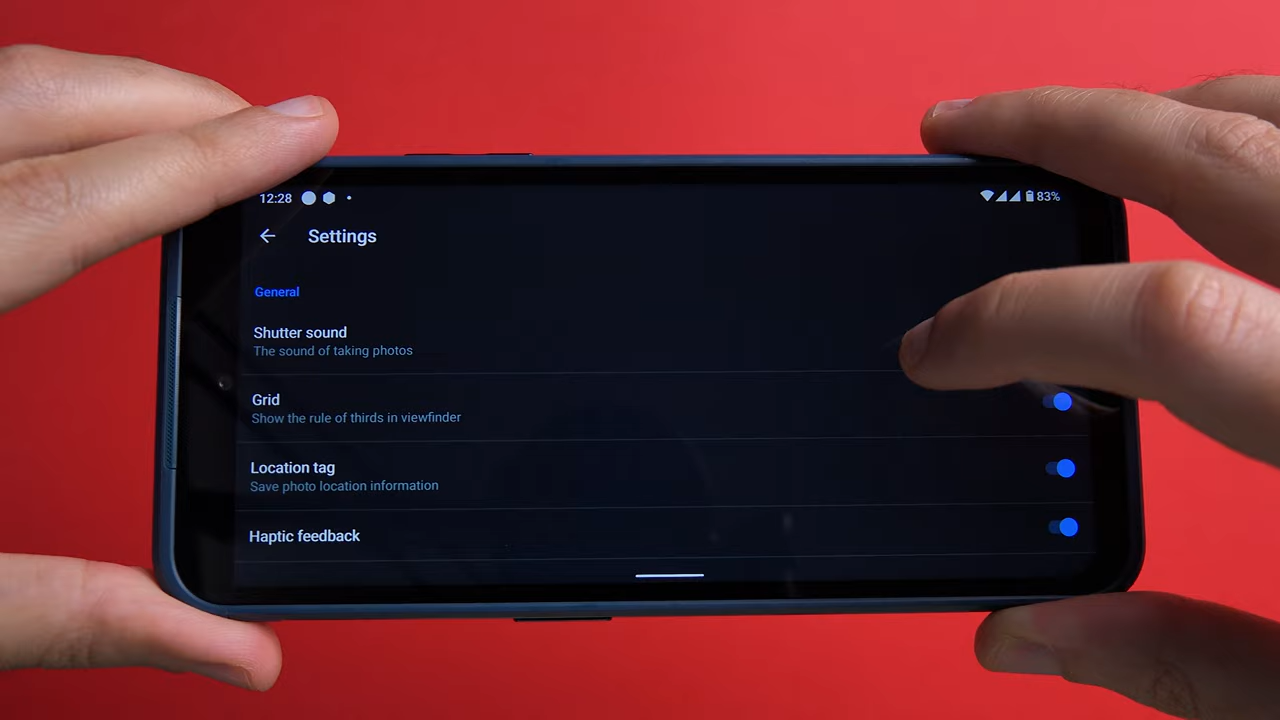 12:28
83%
Settings
General
Shutter sound
The sound of taking photos
Grid
Show the rule of thirds in viewfinder
Location tag
Save photo location information
Haptic feedback